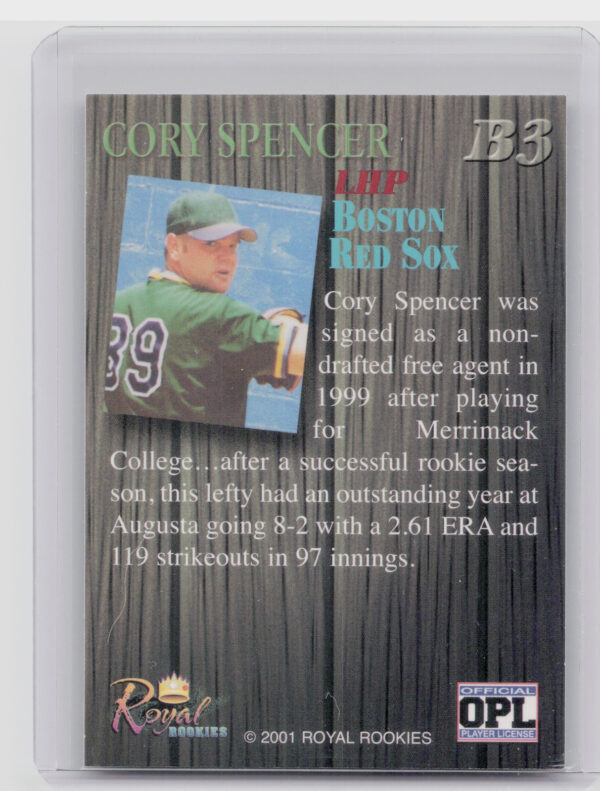 CORY SPENCER
B3
LHP
BOSTON
RED SOX
39
Cory Spencer was
signed as a non-
drafted free agent in
1999 after playing
for Merrimack
College...after a successful rookie sea-
son, this lefty had an outstanding year at
Augusta going 8-2 with a 2.61 ERA and
119 strikeouts in 97 innings.
Royal
ROOKIES
© 2001 ROYAL ROOKIES
OFFICIAL
OPL
PLAYER LICENSE